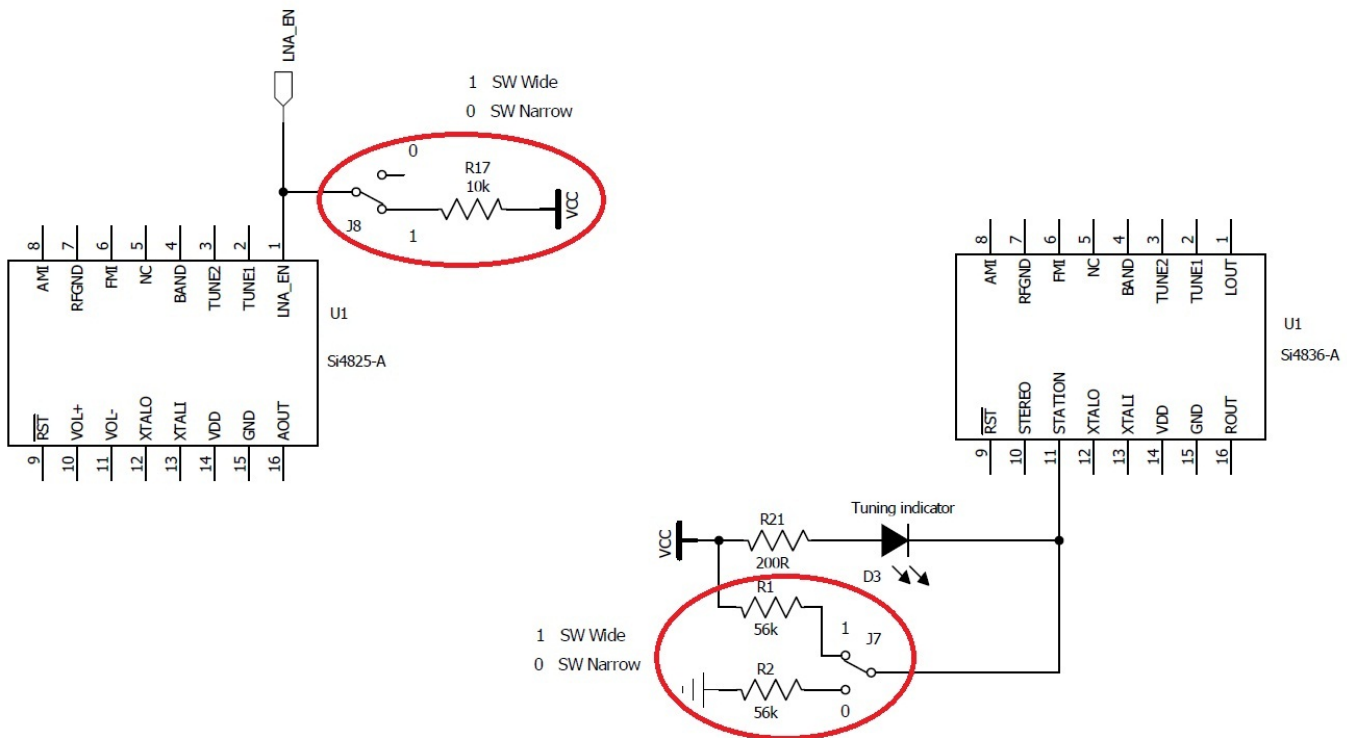 LNA_EN
1 SW Wide
0 SW Narrow
0
R17
10k
VCC
J8
1
8 7 6 5 4 3 2 1
AMI RFGND FMI NC BAND TUNE2 TUNE1 LNA_EN
U1
Si4825-A
RST VOL+ VOL- XTALO XTALI VDD GND AOUT
9 10 11 12 13 14 15 16
8 7 6 5 4 3 2 1
AMI RFGND FMI NC BAND TUNE2 TUNE1 LOUT
U1
Si4836-A
RST STEREO STATION XTALO XTALI VDD GND ROUT
9 10 11 12 13 14 15 16
Tuning indicator
R21
VCC
200R
D3
R1
56k
1
J7
1 SW Wide
0 SW Narrow
R2
56k
0